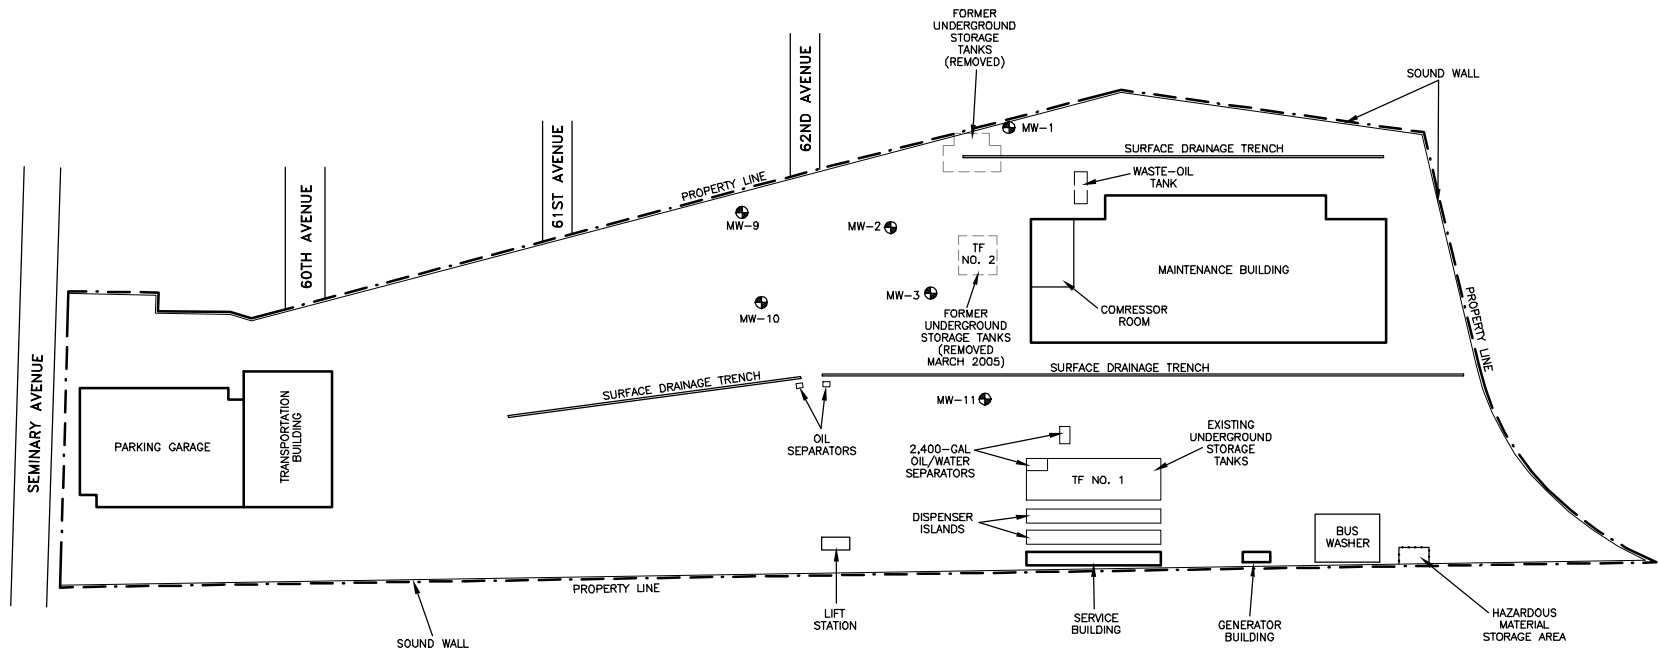 FORMER
UNDERGROUND
STORAGE
TANKS
(REMOVED)
SOUND WALL
62ND AVENUE
MW-1
61ST AVENUE
SURFACE DRAINAGE TRENCH
WASTE-OIL
TANK
60TH AVENUE
PROPERTY LINE
MW-9
MW-2
TF
NO. 2
MAINTENANCE BUILDING
MW-3
MW-10
COMRESSOR
ROOM
FORMER
UNDERGROUND
STORAGE TANKS
(REMOVED
MARCH 2005)
PROPERTY LINE
SEMINARY AVENUE
SURFACE DRAINAGE TRENCH
SURFACE DRAINAGE TRENCH
MW-11
PARKING GARAGE
TRANSPORTATION
BUILDING
OIL
SEPARATORS
2,400-GAL
OIL/WATER
SEPARATORS
EXISTING
UNDERGROUND
STORAGE
TANKS
TF NO. 1
DISPENSER
ISLANDS
BUS
WASHER
PROPERTY LINE
LIFT
STATION
SERVICE
BUILDING
GENERATOR
BUILDING
HAZARDOUS
MATERIAL
STORAGE AREA
SOUND WALL